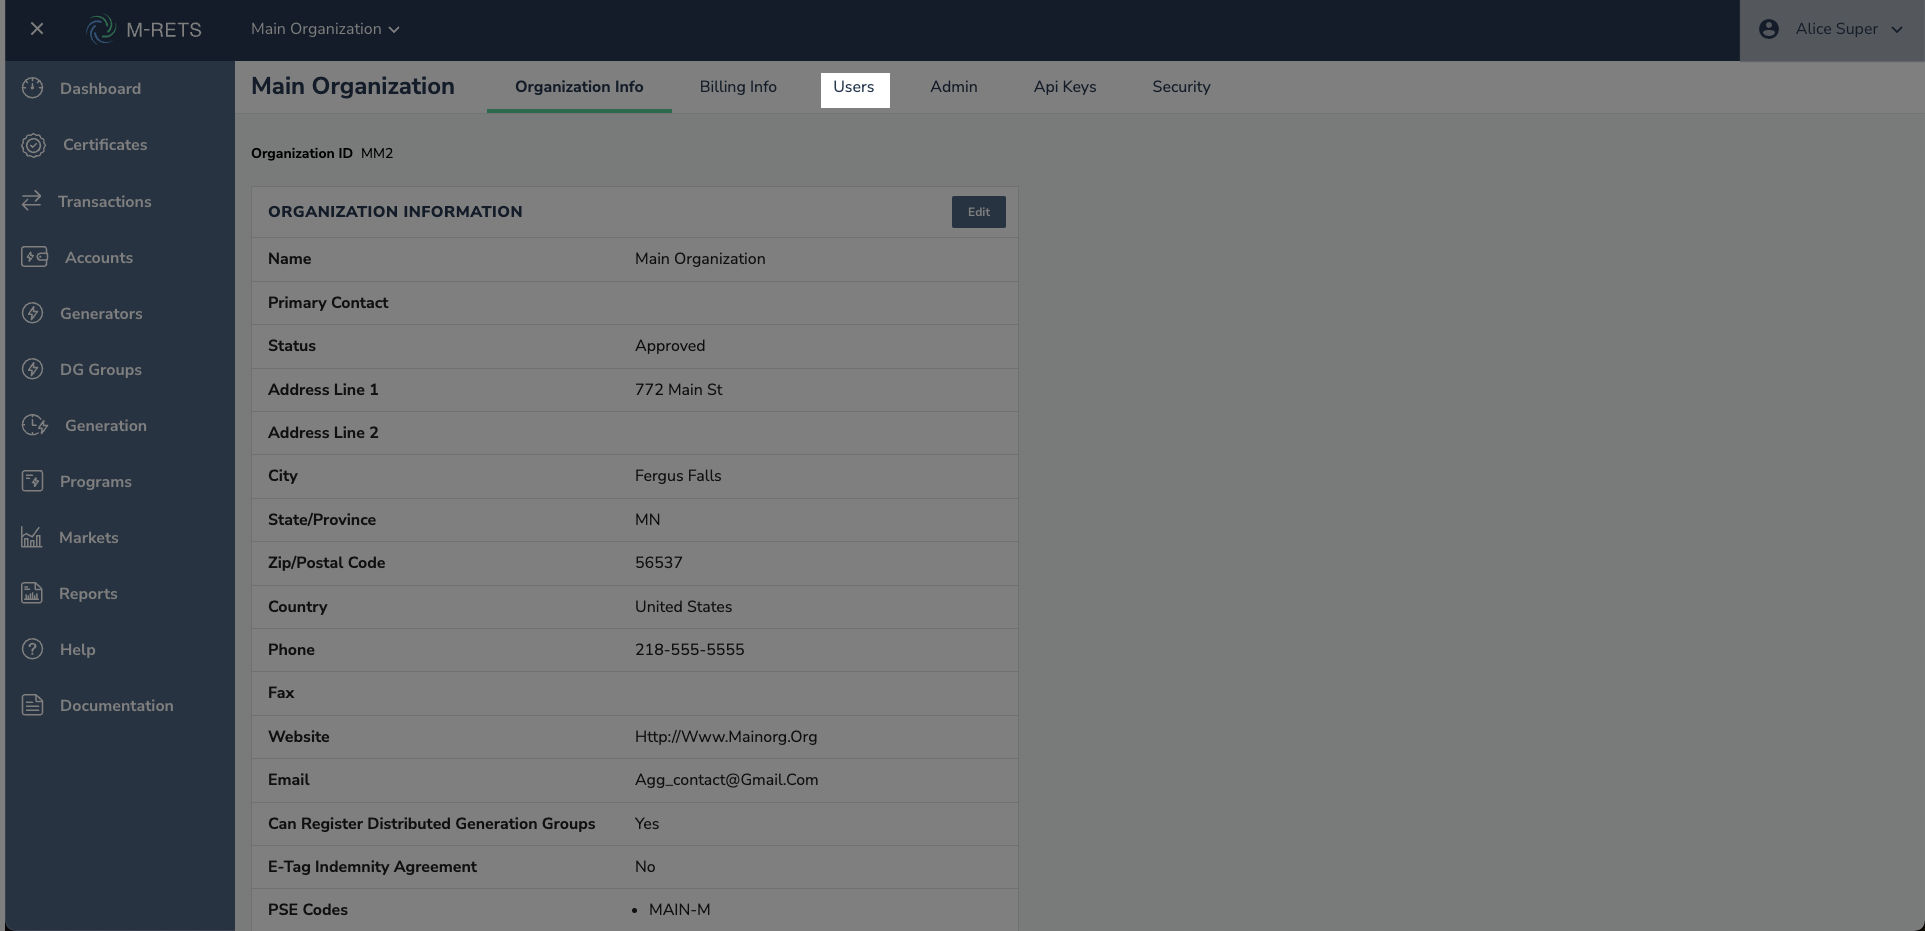 M-RETS
Main Organization
Alice Super
Dashboard
Certificates
Transactions
Accounts
Generators
DG Groups
Generation
Programs
Markets
Reports
Help
Documentation
Main Organization
Organization Info
Billing Info
Users
Admin
Api Keys
Security
Organization ID MM2
ORGANIZATION INFORMATION
Edit
Name Main Organization
Primary Contact
Status Approved
Address Line 1 772 Main St
Address Line 2
City Fergus Falls
State/Province MN
Zip/Postal Code 56537
Country United States
Phone 218-555-5555
Fax
Website Http://Www.Mainorg.Org
Email Agg_contact@Gmail.Com
Can Register Distributed Generation Groups Yes
E-Tag Indemnity Agreement No
PSE Codes • MAIN-M